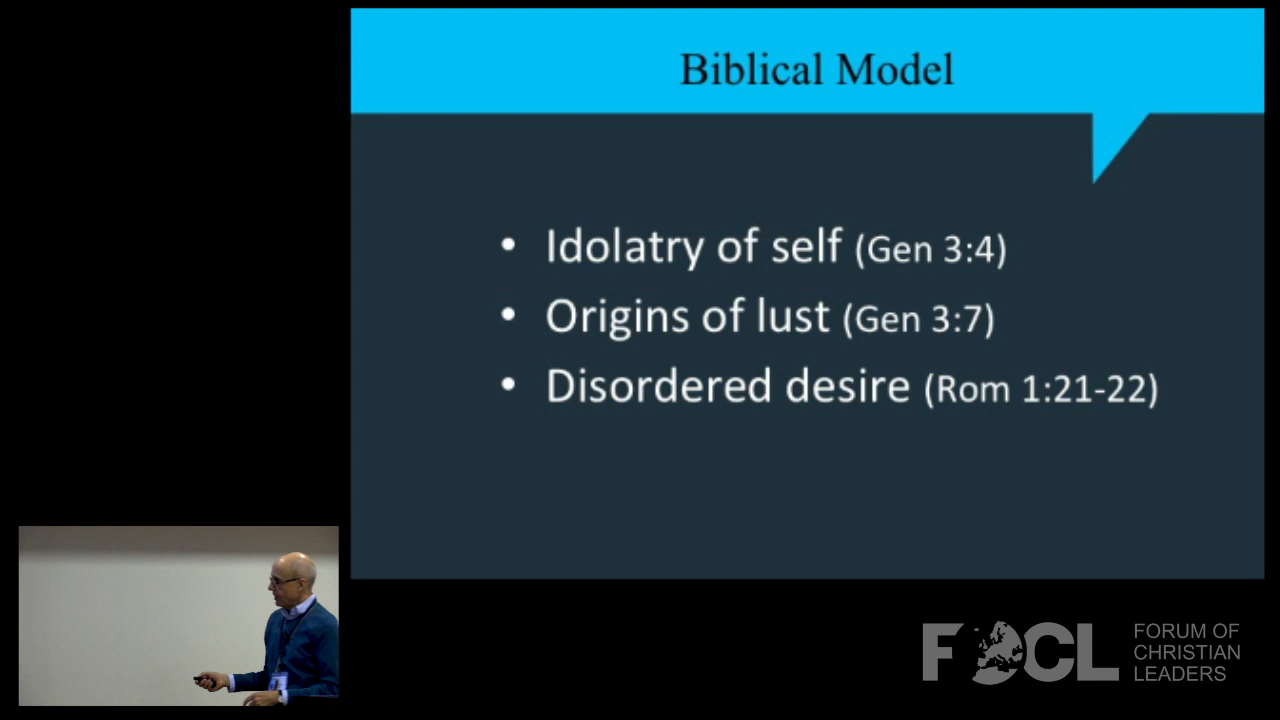 Biblical Model
• Idolatry of self (Gen 3:4)
• Origins of lust (Gen 3:7)
• Disordered desire (Rom 1:21-22)
FOCL
FORUM OF
CHRISTIAN
LEADERS